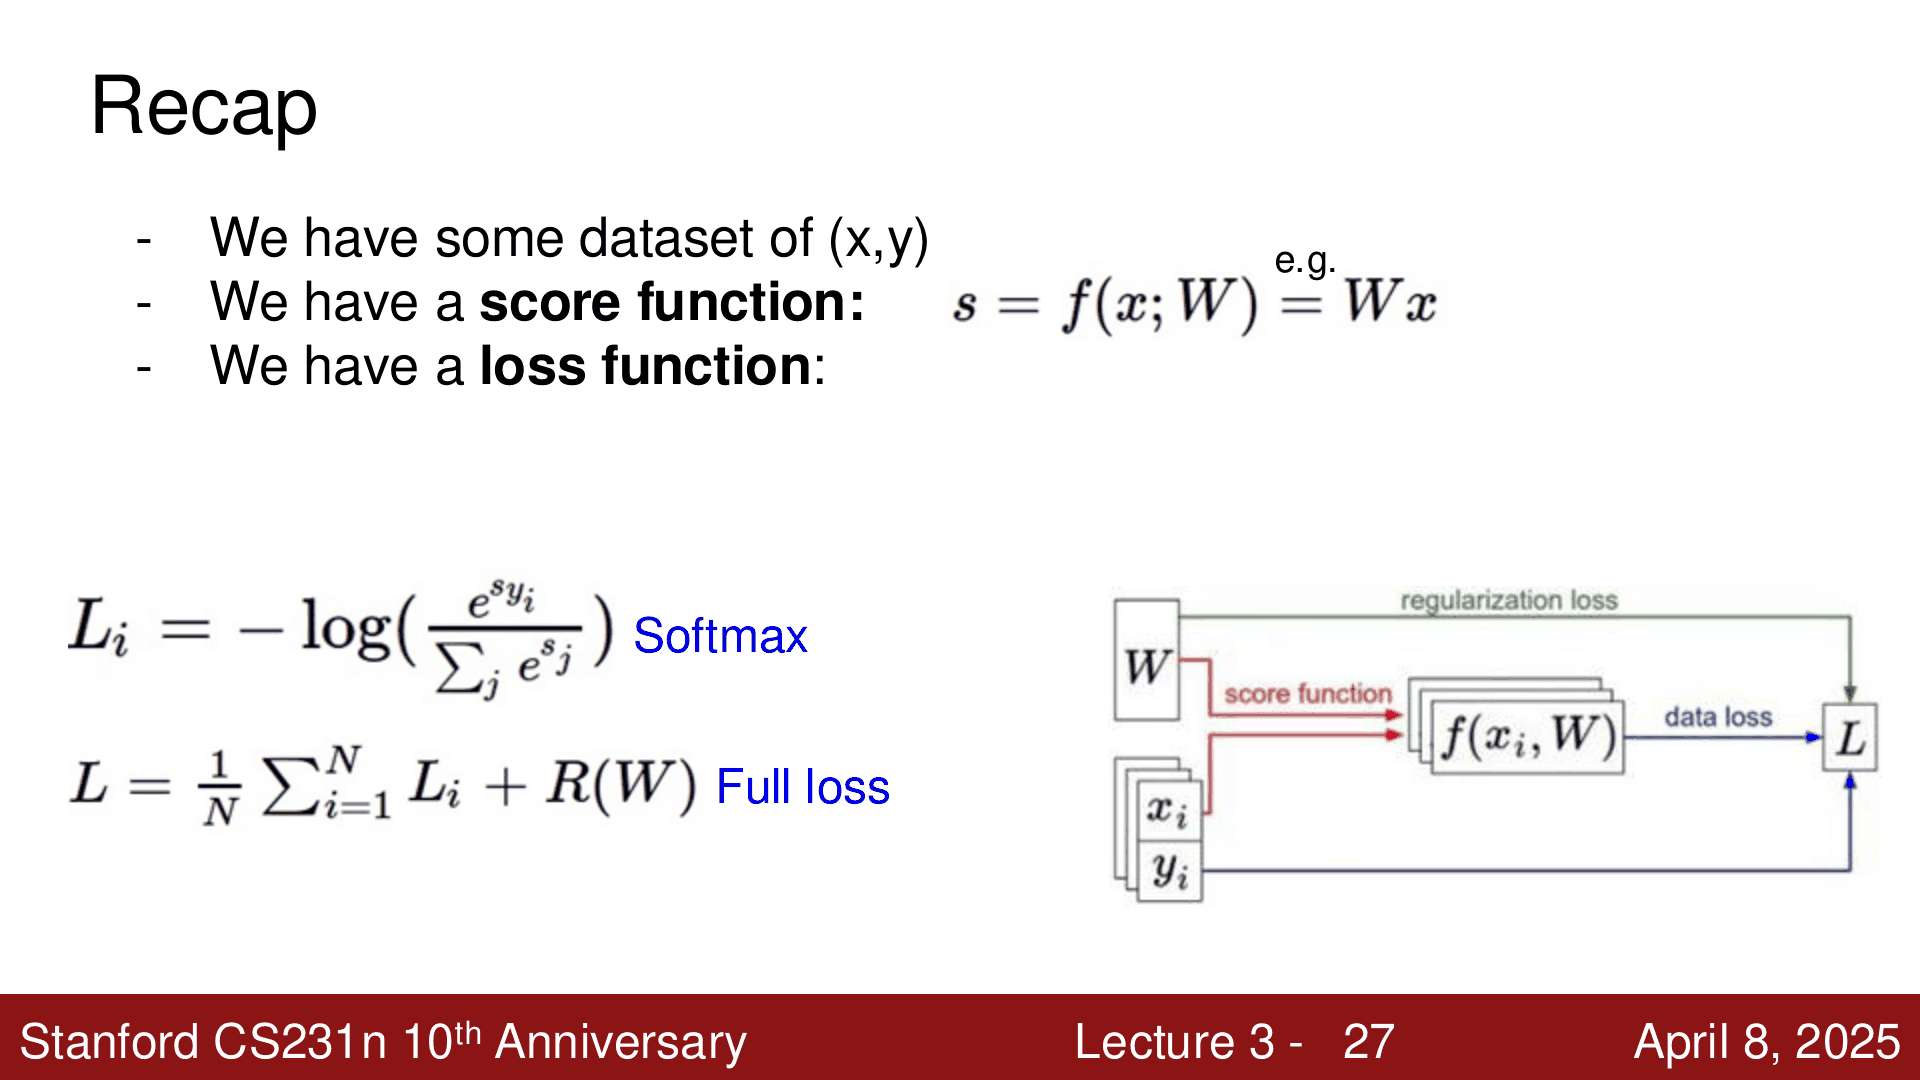 Recap
- We have some dataset of (x,y)
- We have a score function: s = f(x; W) e.g. = Wx
- We have a loss function:
L_i = − log(e^{s_{y_i}} / ∑_j e^{s_j}) Softmax
L = 1/N ∑_{i=1}^{N} L_i + R(W) Full loss
regularization loss
W
score function
f(x_i, W)
data loss
L
x_i
y_i
Stanford CS231n 10th Anniversary Lecture 3 - 27 April 8, 2025